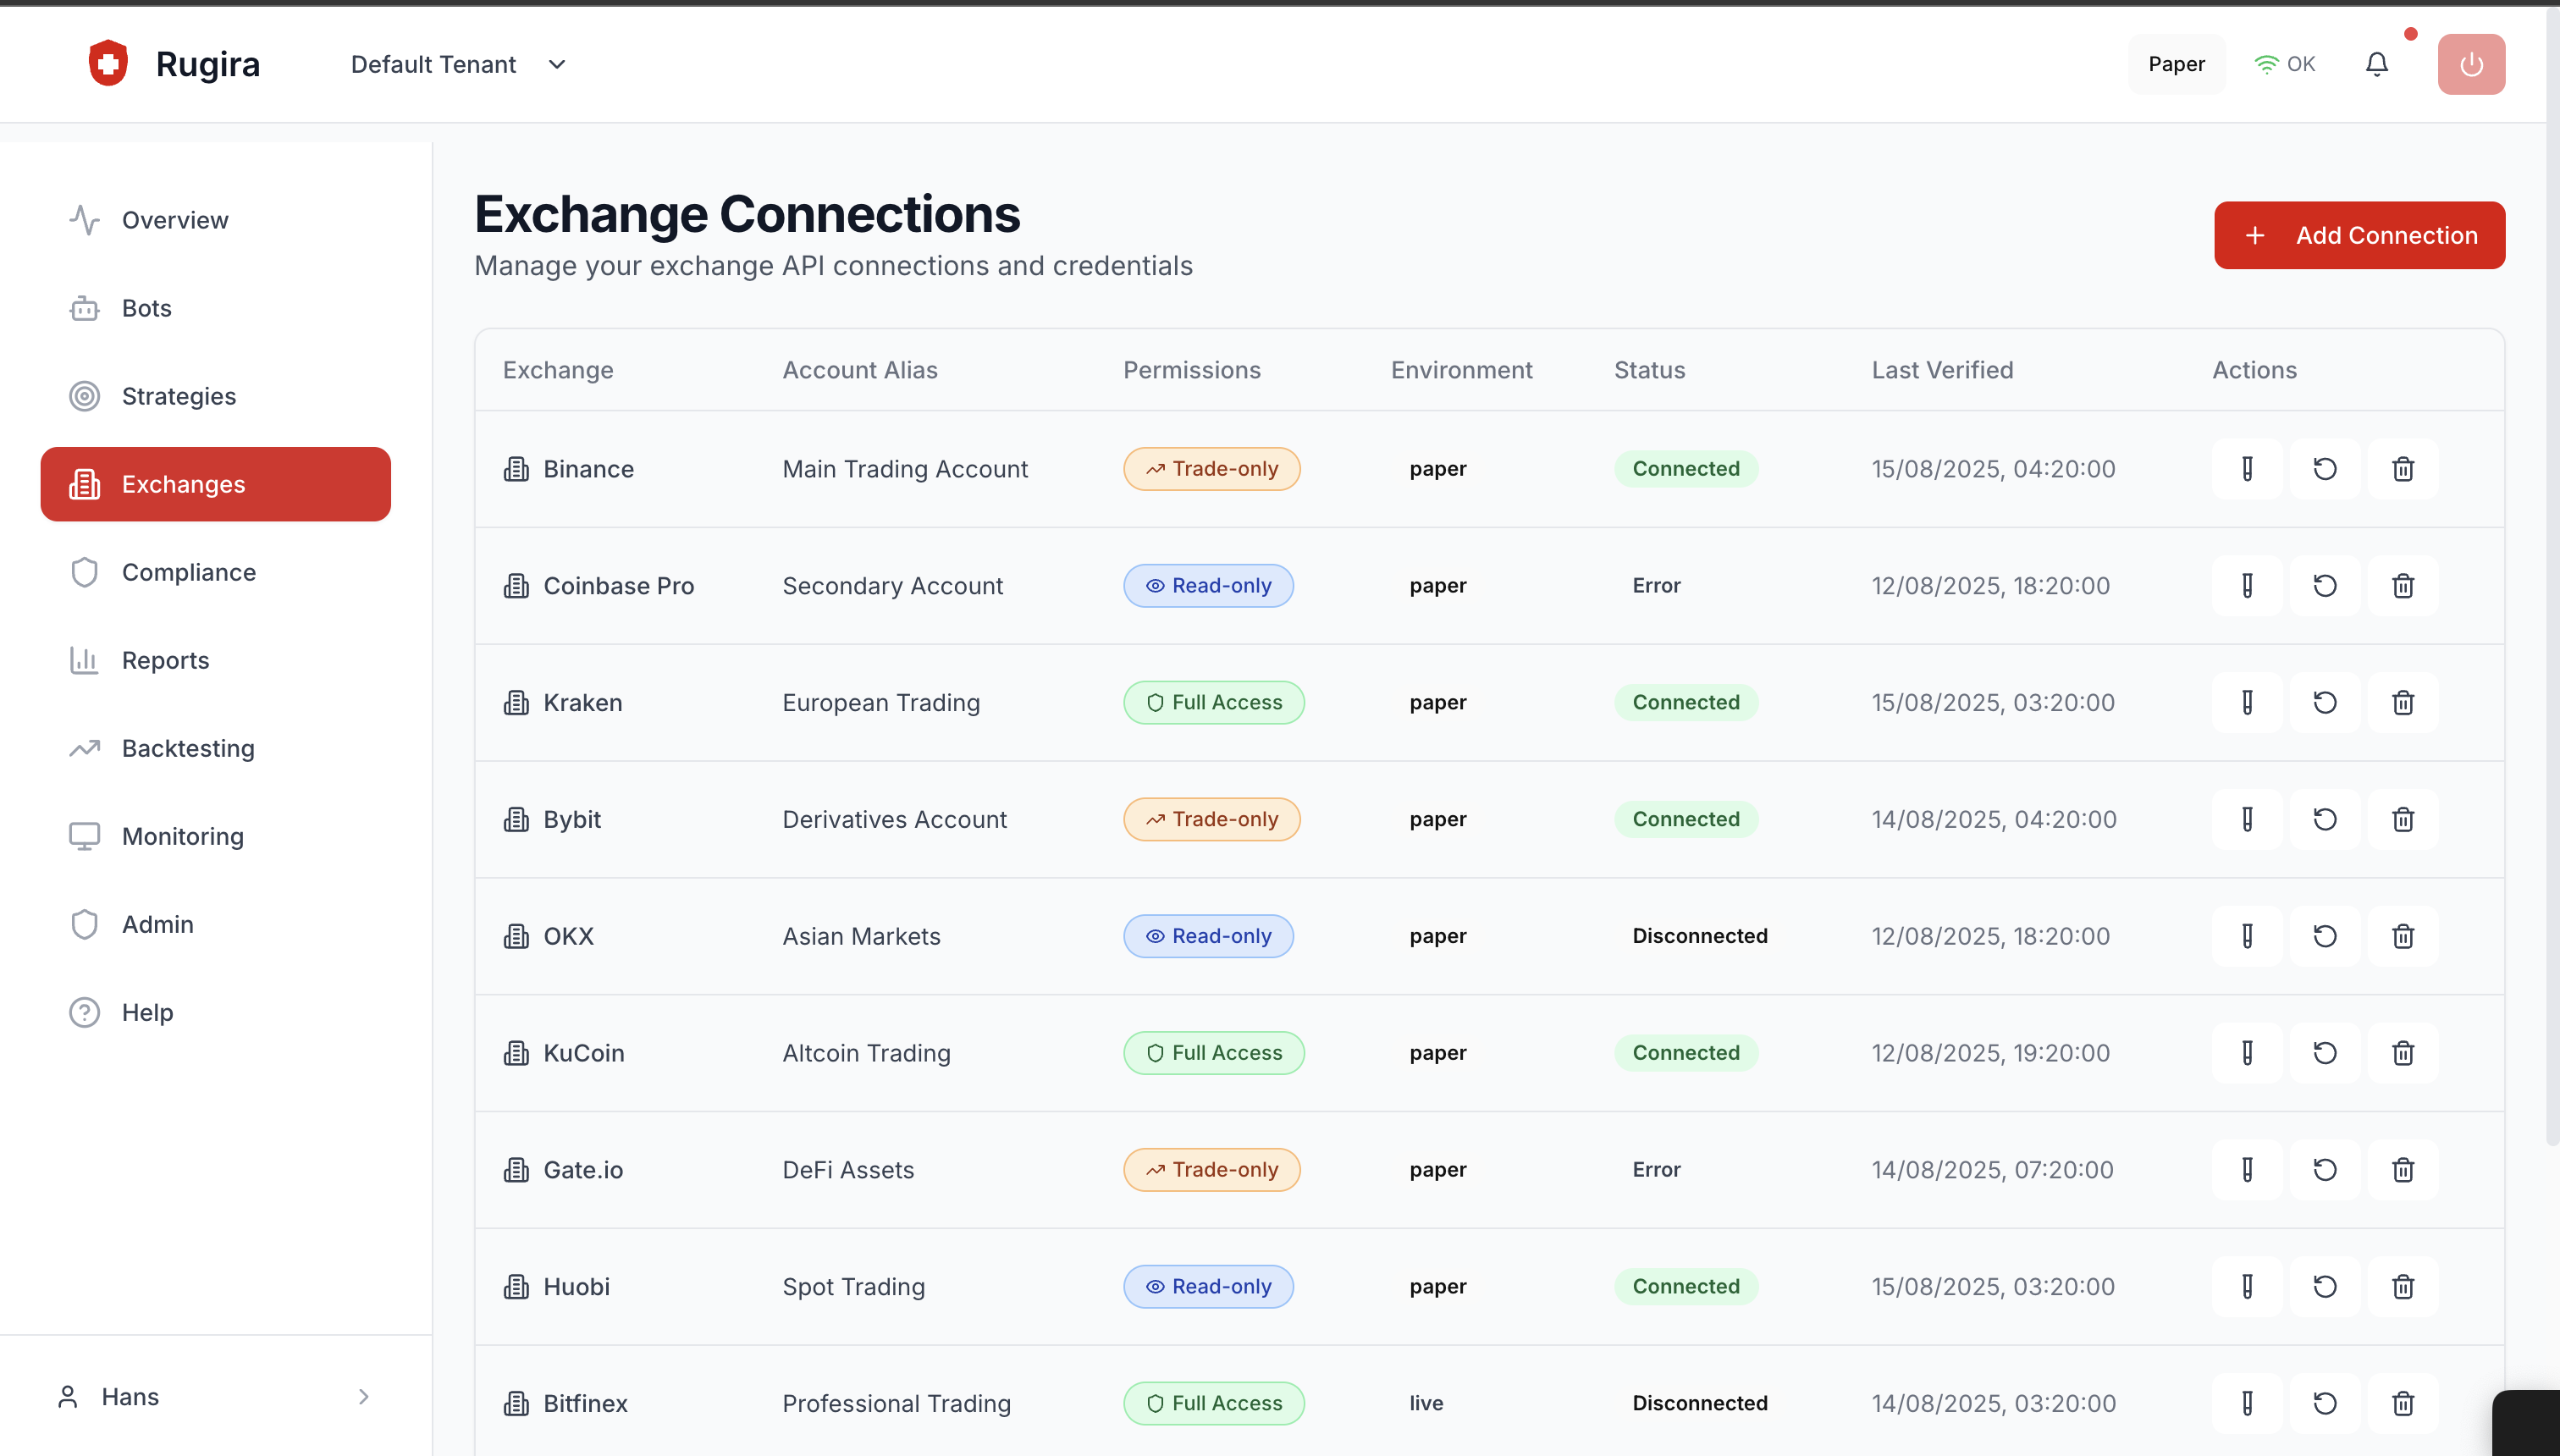 Rugira
Default Tenant
Paper
OK
Overview
Bots
Strategies
Exchanges
Compliance
Reports
Backtesting
Monitoring
Admin
Help
Hans
Exchange Connections
Manage your exchange API connections and credentials
+ Add Connection
Exchange Account Alias Permissions Environment Status Last Verified Actions
Binance Main Trading Account Trade-only paper Connected 15/08/2025, 04:20:00
Coinbase Pro Secondary Account Read-only paper Error 12/08/2025, 18:20:00
Kraken European Trading Full Access paper Connected 15/08/2025, 03:20:00
Bybit Derivatives Account Trade-only paper Connected 14/08/2025, 04:20:00
OKX Asian Markets Read-only paper Disconnected 12/08/2025, 18:20:00
KuCoin Altcoin Trading Full Access paper Connected 12/08/2025, 19:20:00
Gate.io DeFi Assets Trade-only paper Error 14/08/2025, 07:20:00
Huobi Spot Trading Read-only paper Connected 15/08/2025, 03:20:00
Bitfinex Professional Trading Full Access live Disconnected 14/08/2025, 03:20:00